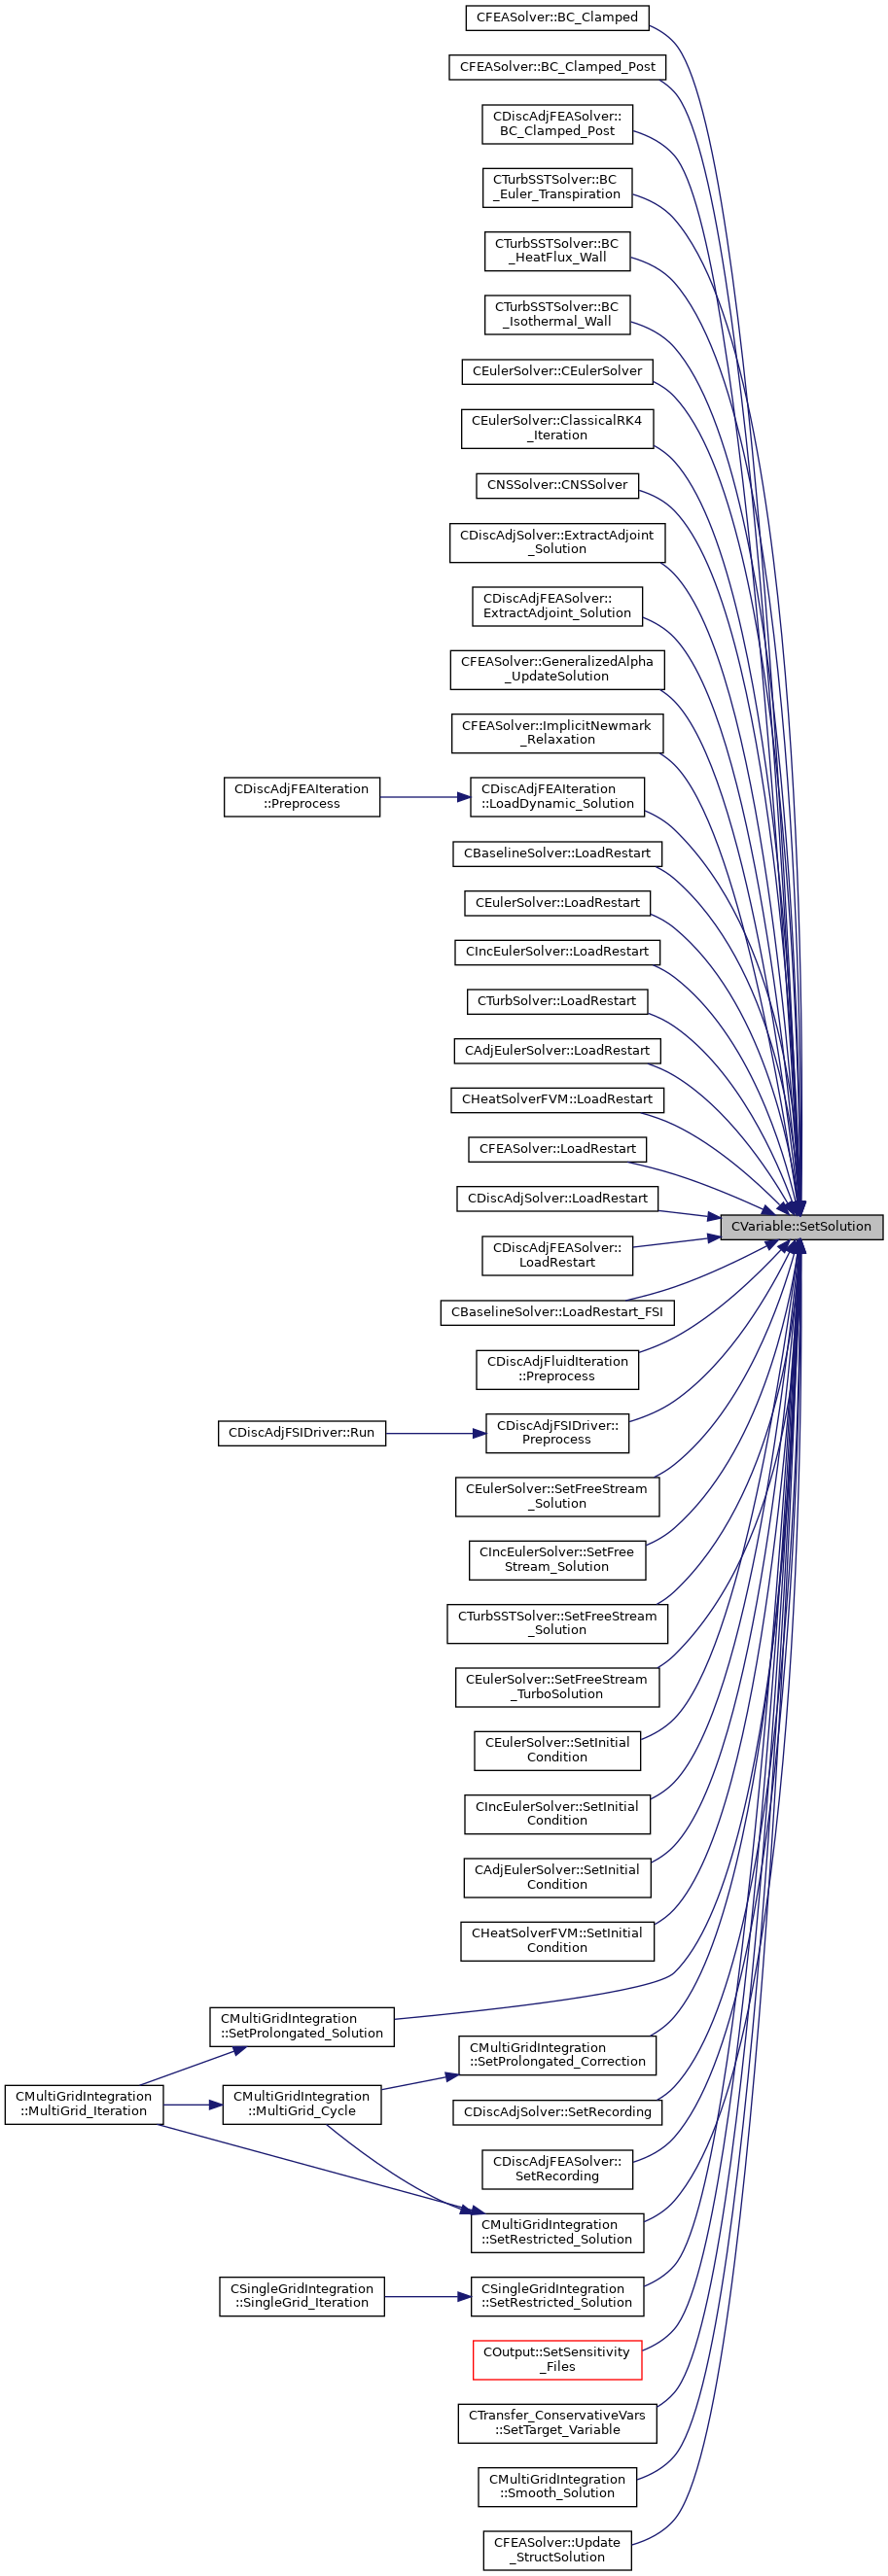 CFEASolver::BC_Clamped
CFEASolver::BC_Clamped_Post
CDiscAdjFEASolver::
BC_Clamped_Post
CTurbSSTSolver::BC
_Euler_Transpiration
CTurbSSTSolver::BC
_HeatFlux_Wall
CTurbSSTSolver::BC
_Isothermal_Wall
CEulerSolver::CEulerSolver
CEulerSolver::ClassicalRK4
_Iteration
CNSSolver::CNSSolver
CDiscAdjSolver::ExtractAdjoint
_Solution
CDiscAdjFEASolver::
ExtractAdjoint_Solution
CFEASolver::GeneralizedAlpha
_UpdateSolution
CFEASolver::ImplicitNewmark
_Relaxation
CDiscAdjFEAIteration
::Preprocess
CDiscAdjFEAIteration
::LoadDynamic_Solution
CBaselineSolver::LoadRestart
CEulerSolver::LoadRestart
CIncEulerSolver::LoadRestart
CTurbSolver::LoadRestart
CAdjEulerSolver::LoadRestart
CHeatSolverFVM::LoadRestart
CFEASolver::LoadRestart
CDiscAdjSolver::LoadRestart
CVariable::SetSolution
CDiscAdjFEASolver::
LoadRestart
CBaselineSolver::LoadRestart_FSI
CDiscAdjFluidIteration
::Preprocess
CDiscAdjFSIDriver::Run
CDiscAdjFSIDriver::
Preprocess
CEulerSolver::SetFreeStream
_Solution
CIncEulerSolver::SetFree
Stream_Solution
CTurbSSTSolver::SetFreeStream
_Solution
CEulerSolver::SetFreeStream
_TurboSolution
CEulerSolver::SetInitial
Condition
CIncEulerSolver::SetInitial
Condition
CAdjEulerSolver::SetInitial
Condition
CHeatSolverFVM::SetInitial
Condition
CMultiGridIntegration
::SetProlongated_Solution
CMultiGridIntegration
::SetProlongated_Correction
CMultiGridIntegration
::MultiGrid_Iteration
CMultiGridIntegration
::MultiGrid_Cycle
CDiscAdjSolver::SetRecording
CDiscAdjFEASolver::
SetRecording
CMultiGridIntegration
::SetRestricted_Solution
CSingleGridIntegration
::SingleGrid_Iteration
CSingleGridIntegration
::SetRestricted_Solution
COutput::SetSensitivity
_Files
CTransfer_ConservativeVars
::SetTarget_Variable
CMultiGridIntegration
::Smooth_Solution
CFEASolver::Update
_StructSolution